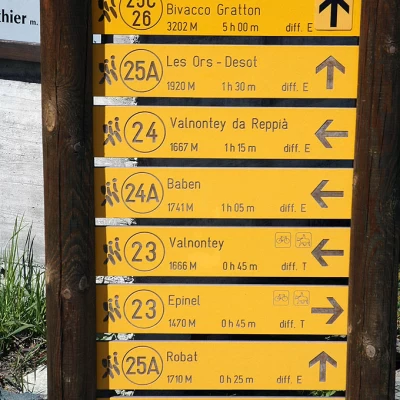 thier m.
25C
26
Bivacco Gratton
3202 M 5 h 00 m diff. E
25A
Les Ors - Desot
1920 M 1 h 30 m diff. E
24
Valnontey da Reppià
1667 M 1 h 15 m diff. E
24A
Baben
1741 M 1 h 05 m diff. E
23
Valnontey
1666 M 0 h 45 m diff. T
23
Epinel
1470 M 0 h 45 m diff. T
25A
Robat
1710 M 0 h 25 m diff. E